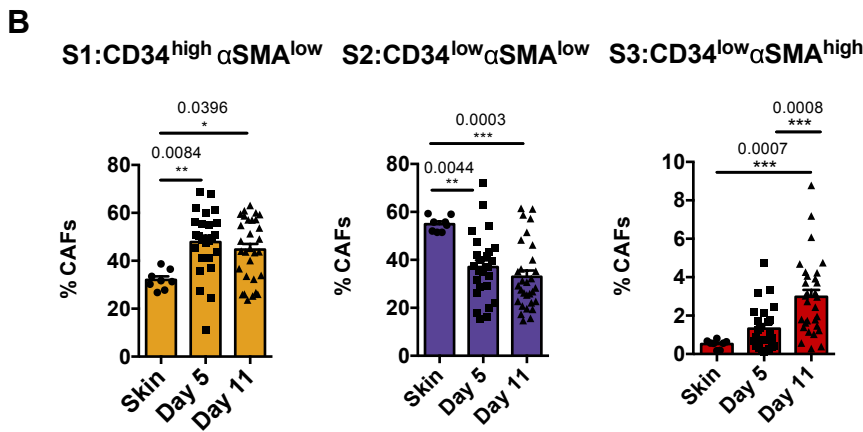 B
S1:CD34high αSMAlow
S2:CD34lowαSMAlow
S3:CD34lowαSMAhigh
0.0396
*
0.0084
**
% CAFs
80
60
40
20
0
Skin
Day 5
Day 11
0.0003
***
0.0044
**
% CAFs
80
60
40
20
0
Skin
Day 5
Day 11
0.0008
***
0.0007
***
% CAFs
10
8
6
4
2
0
Skin
Day 5
Day 11